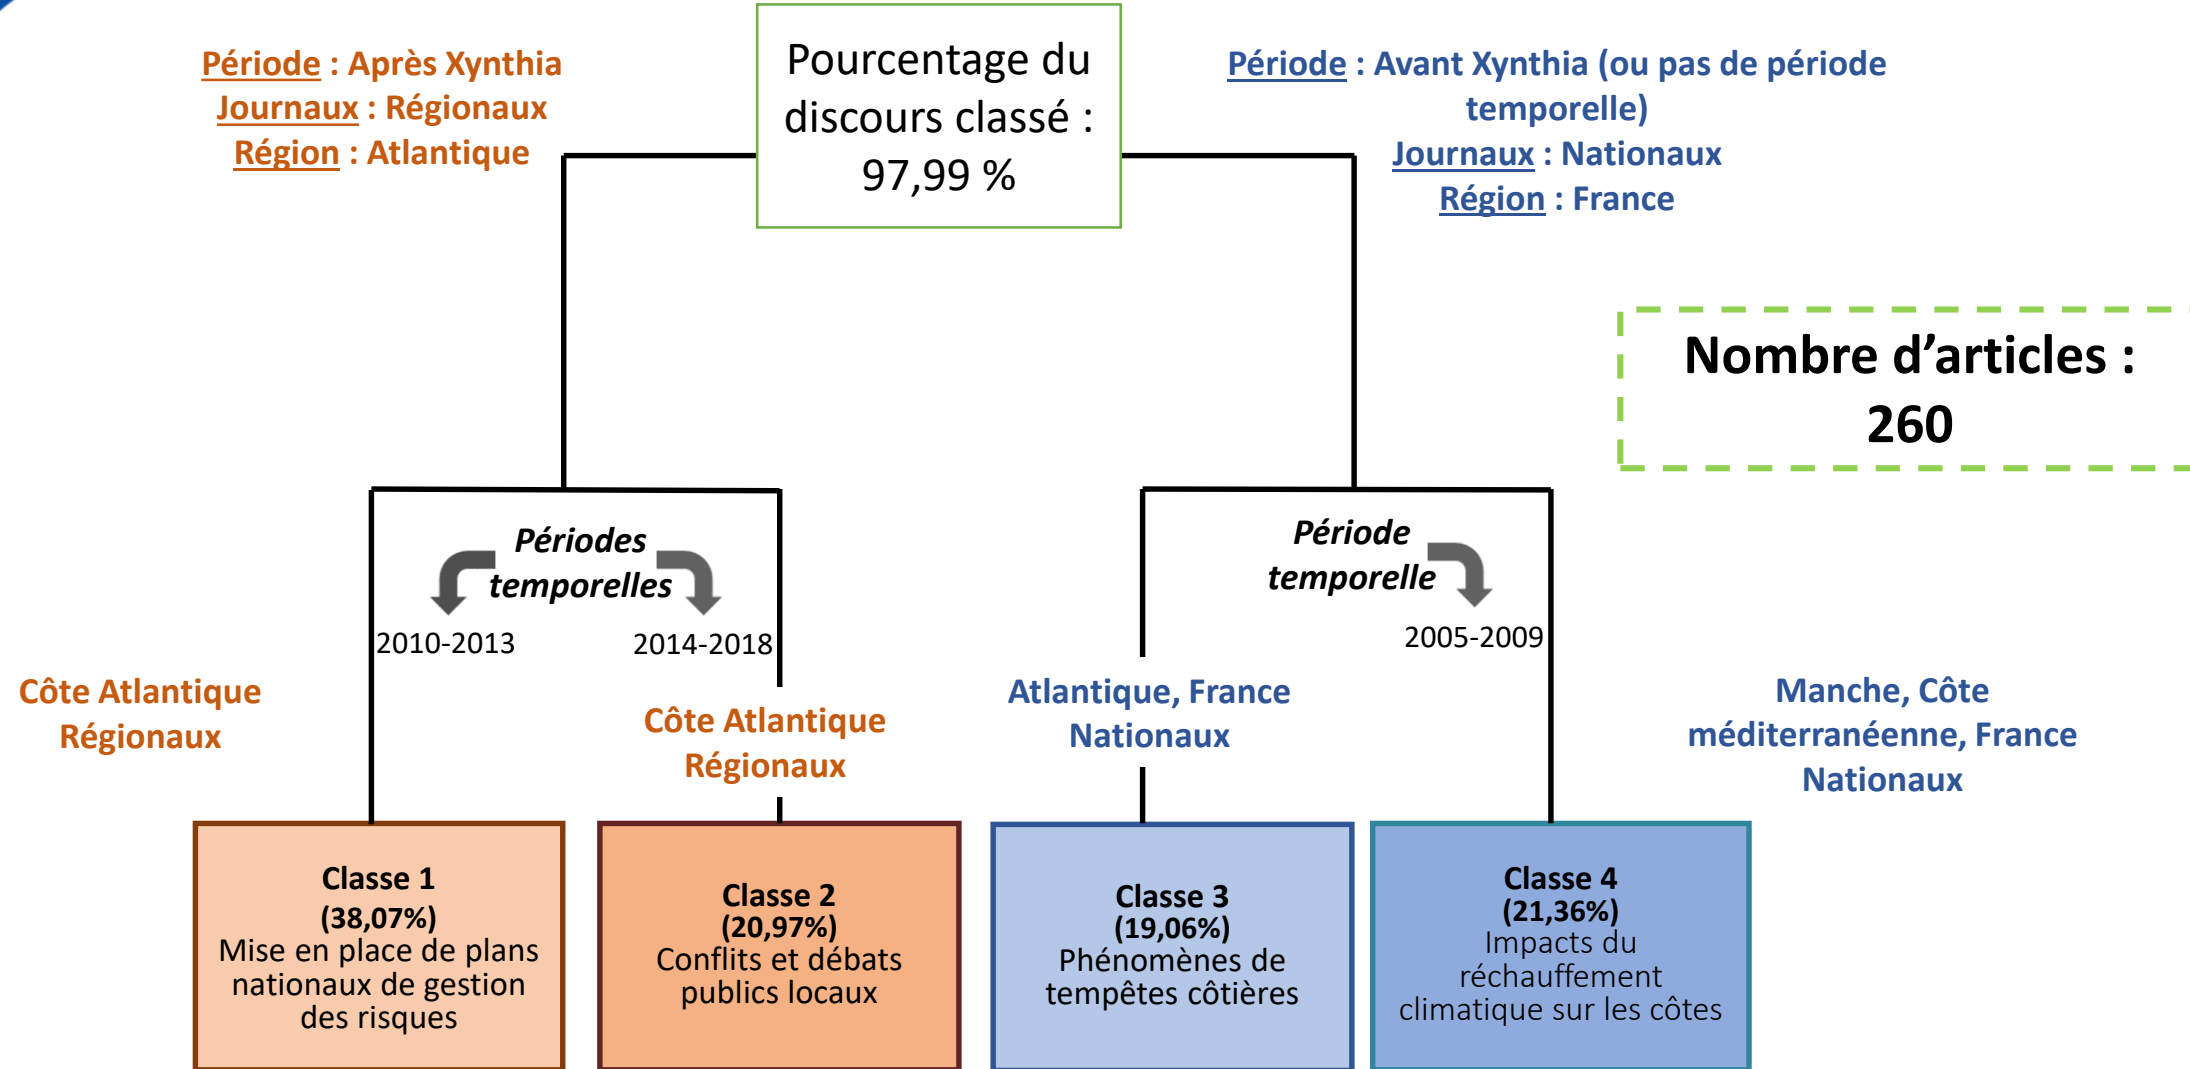 Période : Après Xynthia
Journaux : Régionaux
Région : Atlantique
Pourcentage du
discours classé :
97,99 %
Période : Avant Xynthia (ou pas de période
temporelle)
Journaux : Nationaux
Région : France
Nombre d’articles :
260
Périodes
temporelles
2010-2013
2014-2018
Période
temporelle
2005-2009
Côte Atlantique
Régionaux
Côte Atlantique
Régionaux
Atlantique, France
Nationaux
Manche, Côte
méditerranéenne, France
Nationaux
Classe 1
(38,07%)
Mise en place de plans
nationaux de gestion
des risques
Classe 2
(20,97%)
Conflits et débats
publics locaux
Classe 3
(19,06%)
Phénomènes de
tempêtes côtières
Classe 4
(21,36%)
Impacts du
réchauffement
climatique sur les côtes